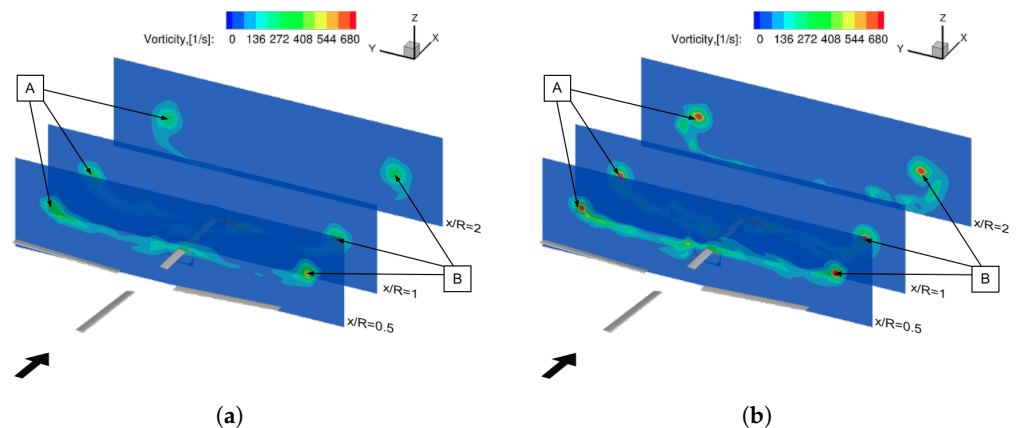 Vorticity,[1/s]: 0 136 272 408 544 680
Z
Y
X
A
x/R=2
B
x/R=1
x/R=0.5
(a)
Vorticity,[1/s]: 0 136 272 408 544 680
Z
Y
X
A
x/R=2
B
x/R=1
x/R=0.5
(b)